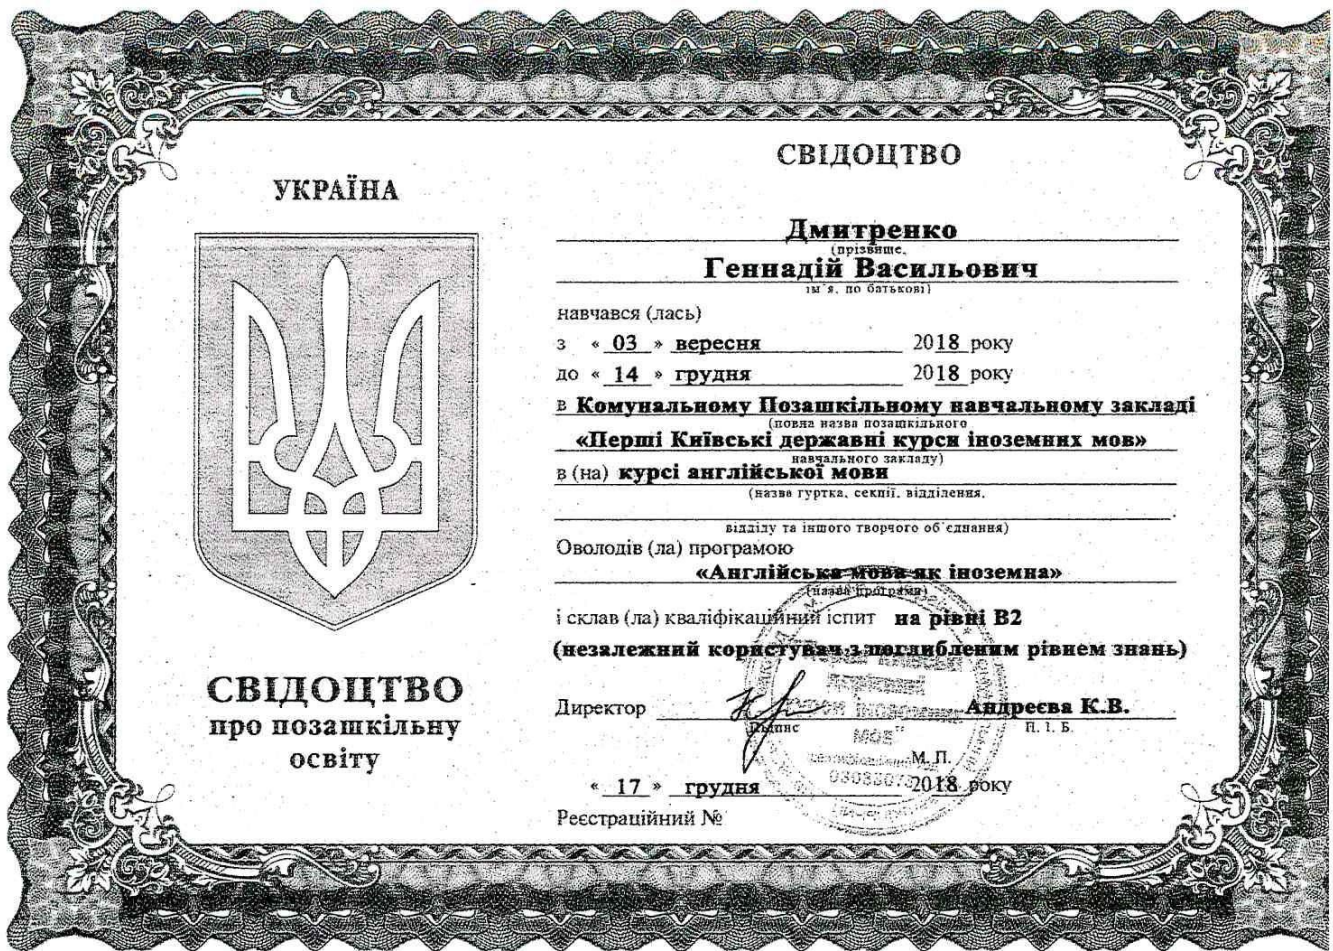 УКРАЇНА
СВІДОЦТВО
про позашкільну
освіту
СВІДОЦТВО
Дмитренко
(прізвище,
Геннадій Васильович
ім'я, по батькові)
навчався (лась)
з « 03 » вересня 2018 року
до « 14 » грудня 2018 року
в Комунальному Позашкільному навчальному закладі
(повна назва позашкільного
«Перші Київські державні курси іноземних мов»
навчального закладу)
в (на) курсі англійської мови
(назва гуртка, секції, відділення,
відділу та іншого творчого об'єднання)
Оволодів (ла) програмою
«Англійська мова як іноземна»
(назва програми)
і склав (ла) кваліфікаційний іспит на рівні В2
(незалежний користувач з поглибленим рівнем знань)
Директор Андреєва К.В.
підпис П. І. Б.
М. П.
« 17 » грудня 2018 року
Реєстраційний №